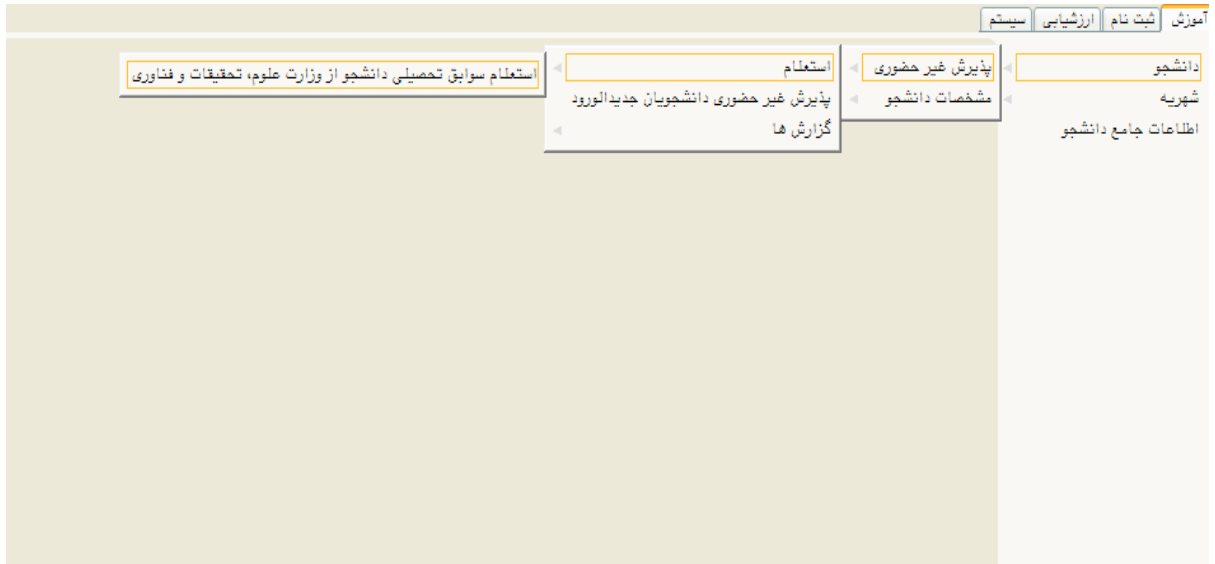 آموزش ثبت نام ارزشیابی سیستم
دانشجو
شهریه
اطلاعات جامع دانشجو
پذیرش غیر حضوری
مشخصات دانشجو
استعلام
پذیرش غیر حضوری دانشجویان جدیدالورود
گزارش ها
استعلام سوابق تحصیلی دانشجو از وزارت علوم، تحقیقات و فناوری